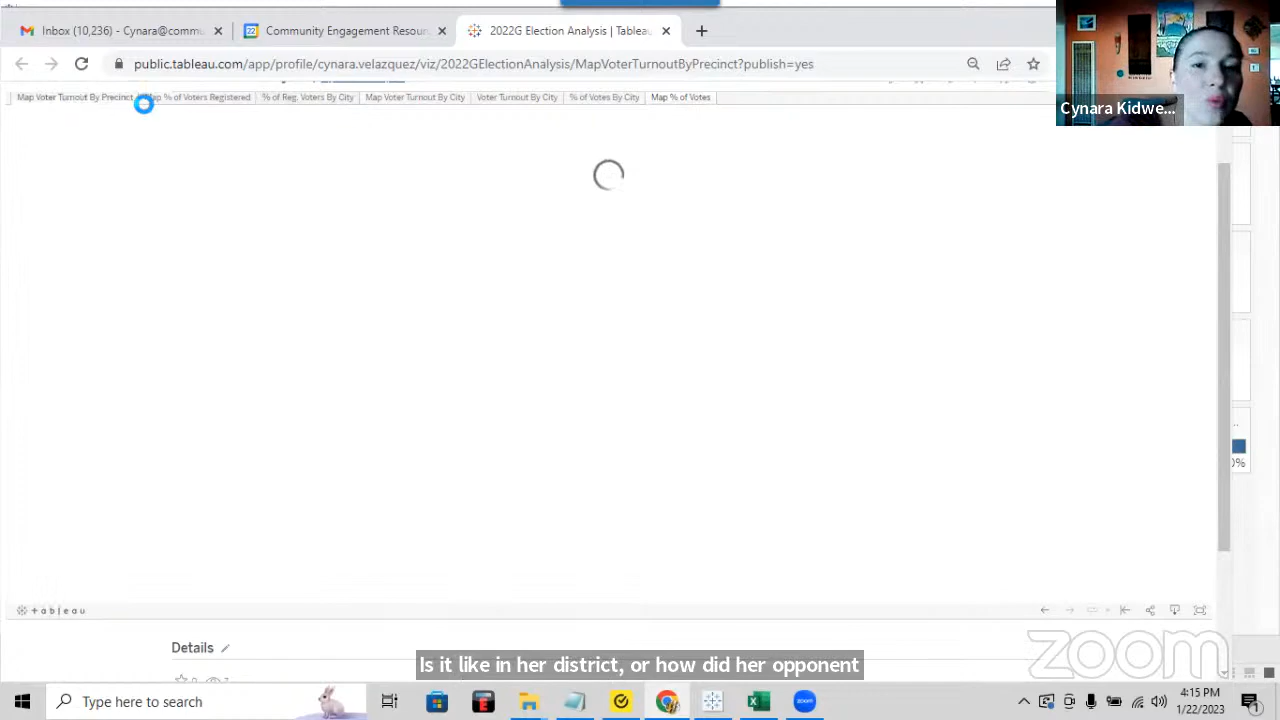 Inbox (10,236) - Cynara@commu
Community Engagement Resour
2022G Election Analysis | Tableau
public.tableau.com/app/profile/cynara.velazquez/viz/2022GElectionAnalysis/MapVoterTurnoutByPrecinct?publish=yes
Cynara Kidwe...
Map Voter Turnout By Precinct
% of Voters Registered
% of Reg. Voters By City
Map Voter Turnout By City
Voter Turnout By City
% of Votes By City
Map % of Votes
+ a b | e a u
Details
Is it like in her district, or how did her opponent
zoom
Type here to search
4:15 PM
1/22/2023